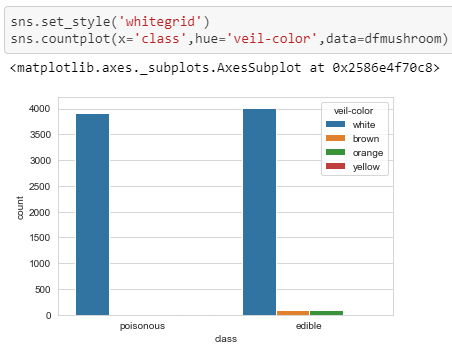 sns.set_style('whitegrid')
sns.countplot(x='class',hue='veil-color',data=dfmushroom)
<matplotlib.axes._subplots.AxesSubplot at 0x2586e4f70c8>
4000
3500
3000
2500
2000
1500
1000
500
0
count
veil-color
white
brown
orange
yellow
poisonous edible
class